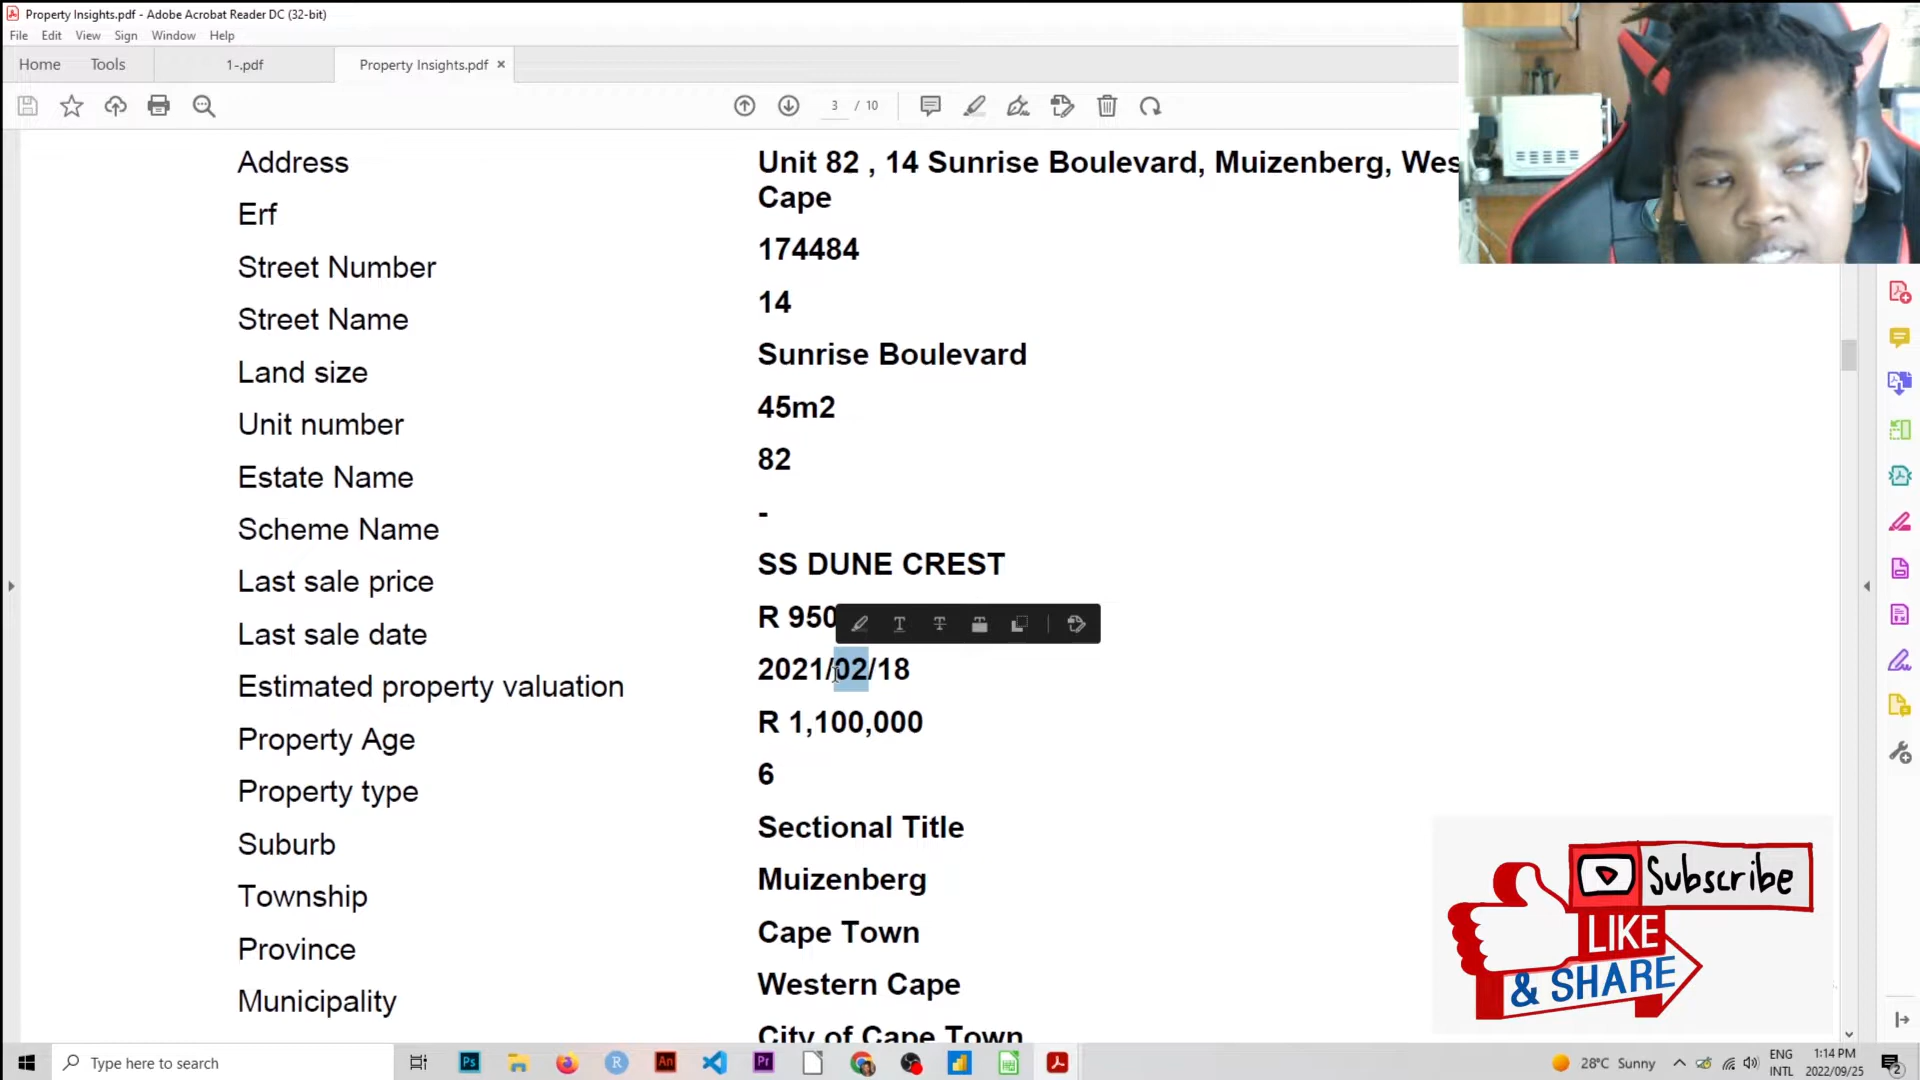 Property Insights.pdf - Adobe Acrobat Reader DC (32-bit)
File Edit View Sign Window Help
Home Tools 1-.pdf Property Insights.pdf ×
3 / 10
Address Unit 82 , 14 Sunrise Boulevard, Muizenberg, Wes
Cape
Erf
174484
Street Number
14
Street Name
Sunrise Boulevard
Land size
45m2
Unit number
82
Estate Name
-
Scheme Name
SS DUNE CREST
Last sale price
R 950
Last sale date
2021/02/18
Estimated property valuation
R 1,100,000
Property Age
6
Property type
Sectional Title
Suburb
Muizenberg
Township
Cape Town
Province
Western Cape
Municipality
City of Cape Town
Subscribe
LIKE
& SHARE
Type here to search
Ps
R
An
Pr
28°C Sunny
ENG
INTL
1:14 PM
2022/09/25
2